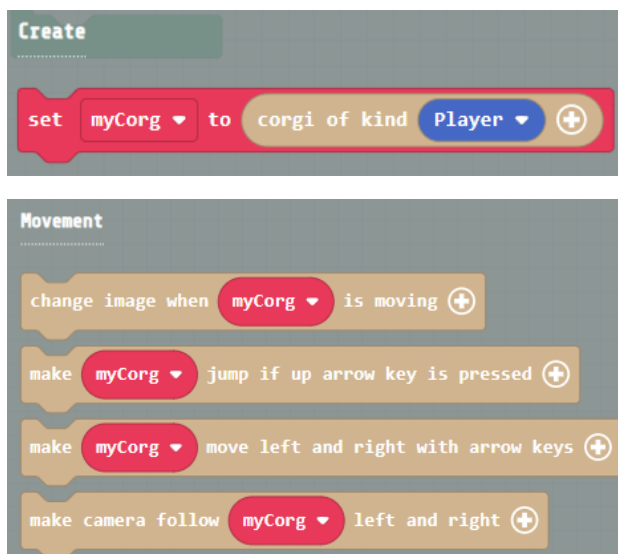 Create
set myCorg to corgi of kind Player
Movement
change image when myCorg is moving
make myCorg jump if up arrow key is pressed
make myCorg move left and right with arrow keys
make camera follow myCorg left and right